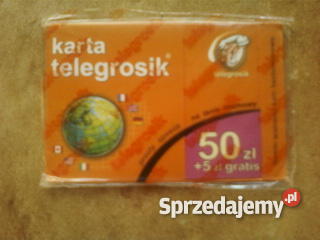 karta
telegrosik
telegrosik
50 zł
+5 zł gratis
Sprzedajemy.pl